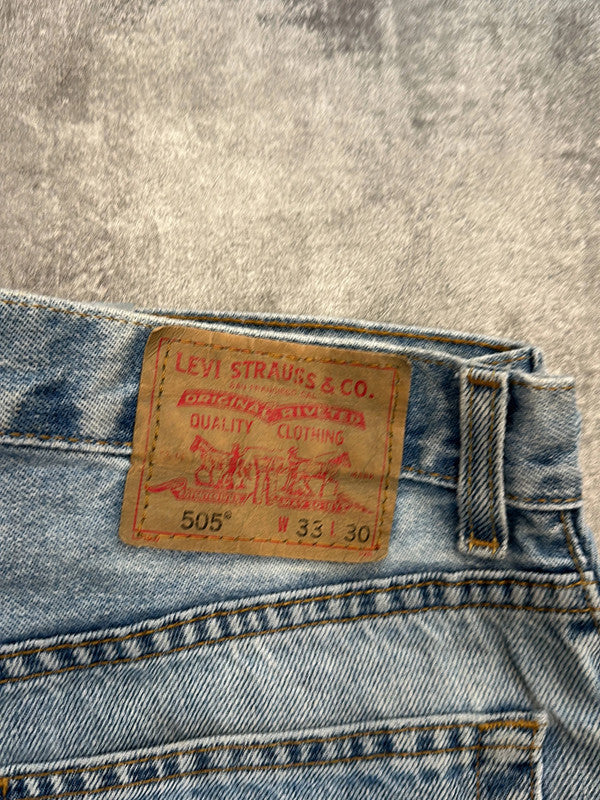 LEVI STRAUSS & CO.
ORIGINAL RIVETED
QUALITY CLOTHING
505® W 33 L 30